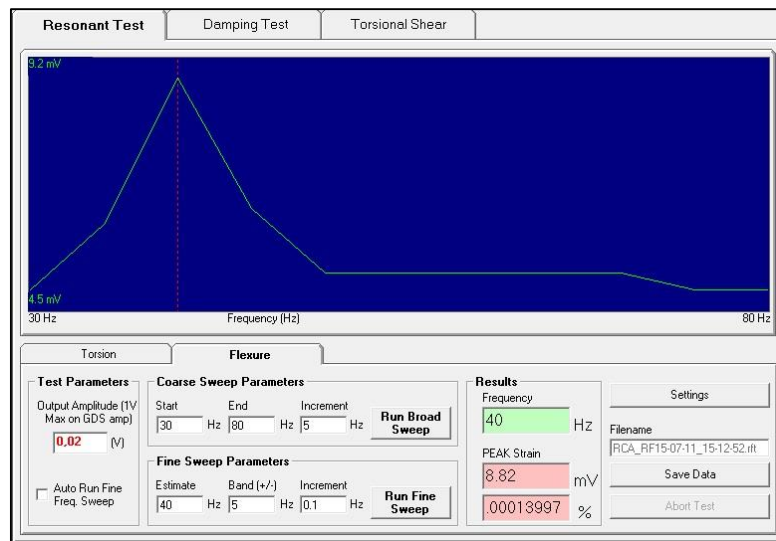 Resonant Test
Damping Test
Torsional Shear
9.2 mV
4.5 mV
30 Hz
Frequency (Hz)
80 Hz
Torsion
Flexure
Test Parameters
Output Amplitude (1V
Max on GDS amp)
0,02 (V)
Auto Run Fine
Freq. Sweep
Coarse Sweep Parameters
Start End Increment
30 Hz 80 Hz 5 Hz
Run Broad
Sweep
Fine Sweep Parameters
Estimate Band (+/-) Increment
40 Hz 5 Hz 0.1 Hz
Run Fine
Sweep
Results
Frequency
40 Hz
PEAK Strain
8.82 mV
.00013997 %
Settings
Filename
RCA_RF15-07-11_15-12-52.rft
Save Data
Abort Test